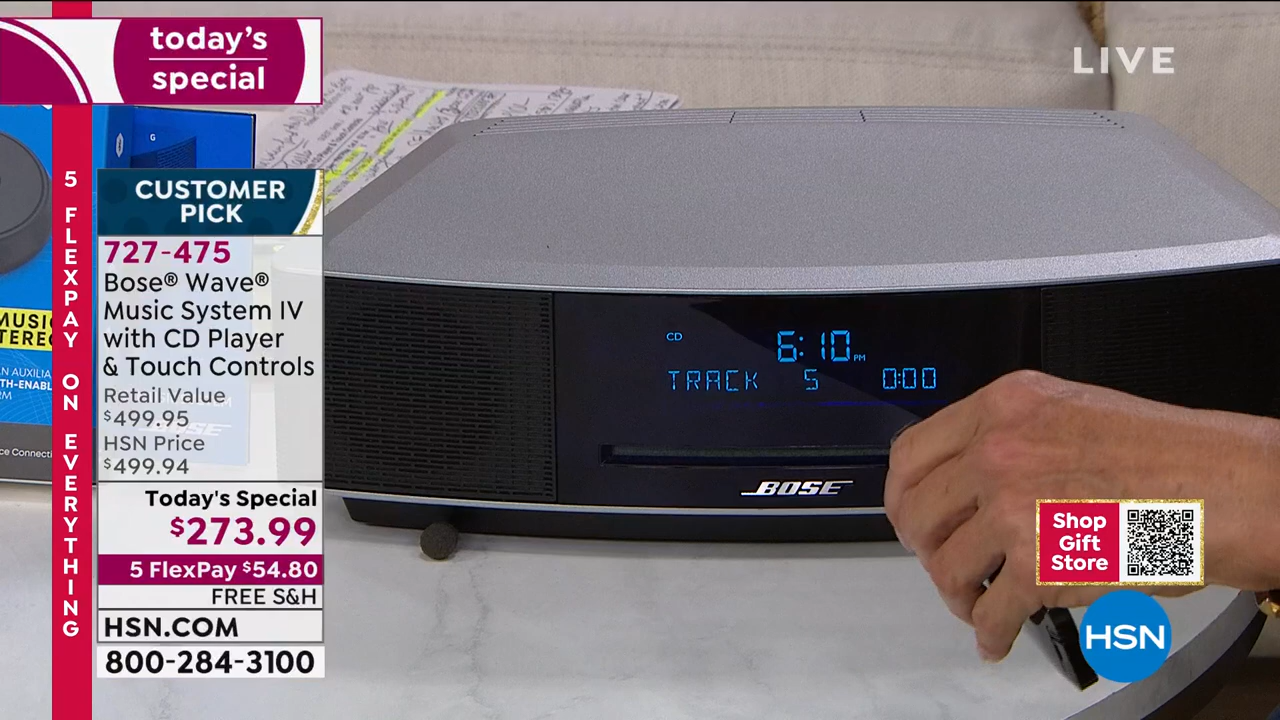 today's
special
LIVE
5 FLEXPAY ON EVERYTHING
CUSTOMER
PICK
727-475
Bose® Wave®
Music System IV
with CD Player
& Touch Controls
Retail Value
$499.95
HSN Price
$499.94
Today's Special
$273.99
5 FlexPay $54.80
FREE S&H
HSN.COM
800-284-3100
CD
6:10 PM
TRACK 5 0:00
BOSE
Shop
Gift
Store
HSN